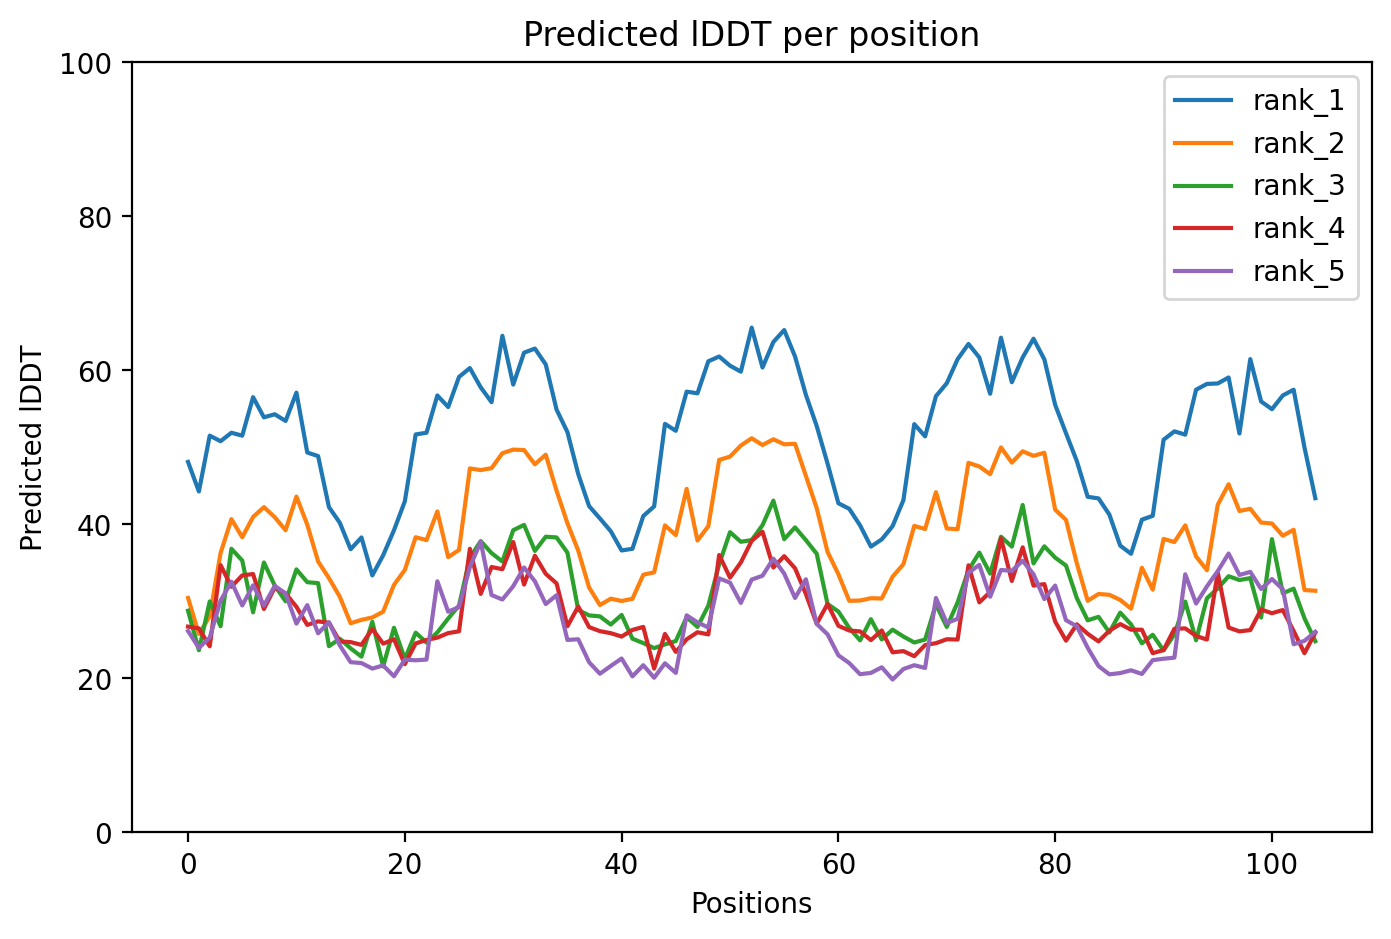 Predicted lDDT per position
100
80
60
40
20
0
Predicted lDDT
rank_1
rank_2
rank_3
rank_4
rank_5
0 20 40 60 80 100
Positions